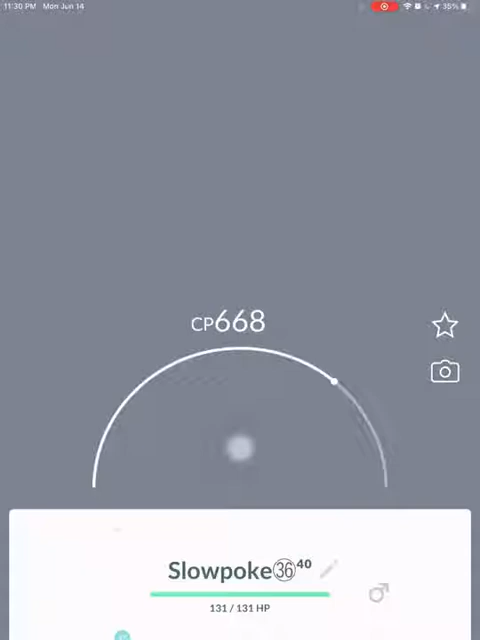 11:30 PM Mon Jun 14
35%
CP668
Slowpoke㊱⁴⁰
131 / 131 HP